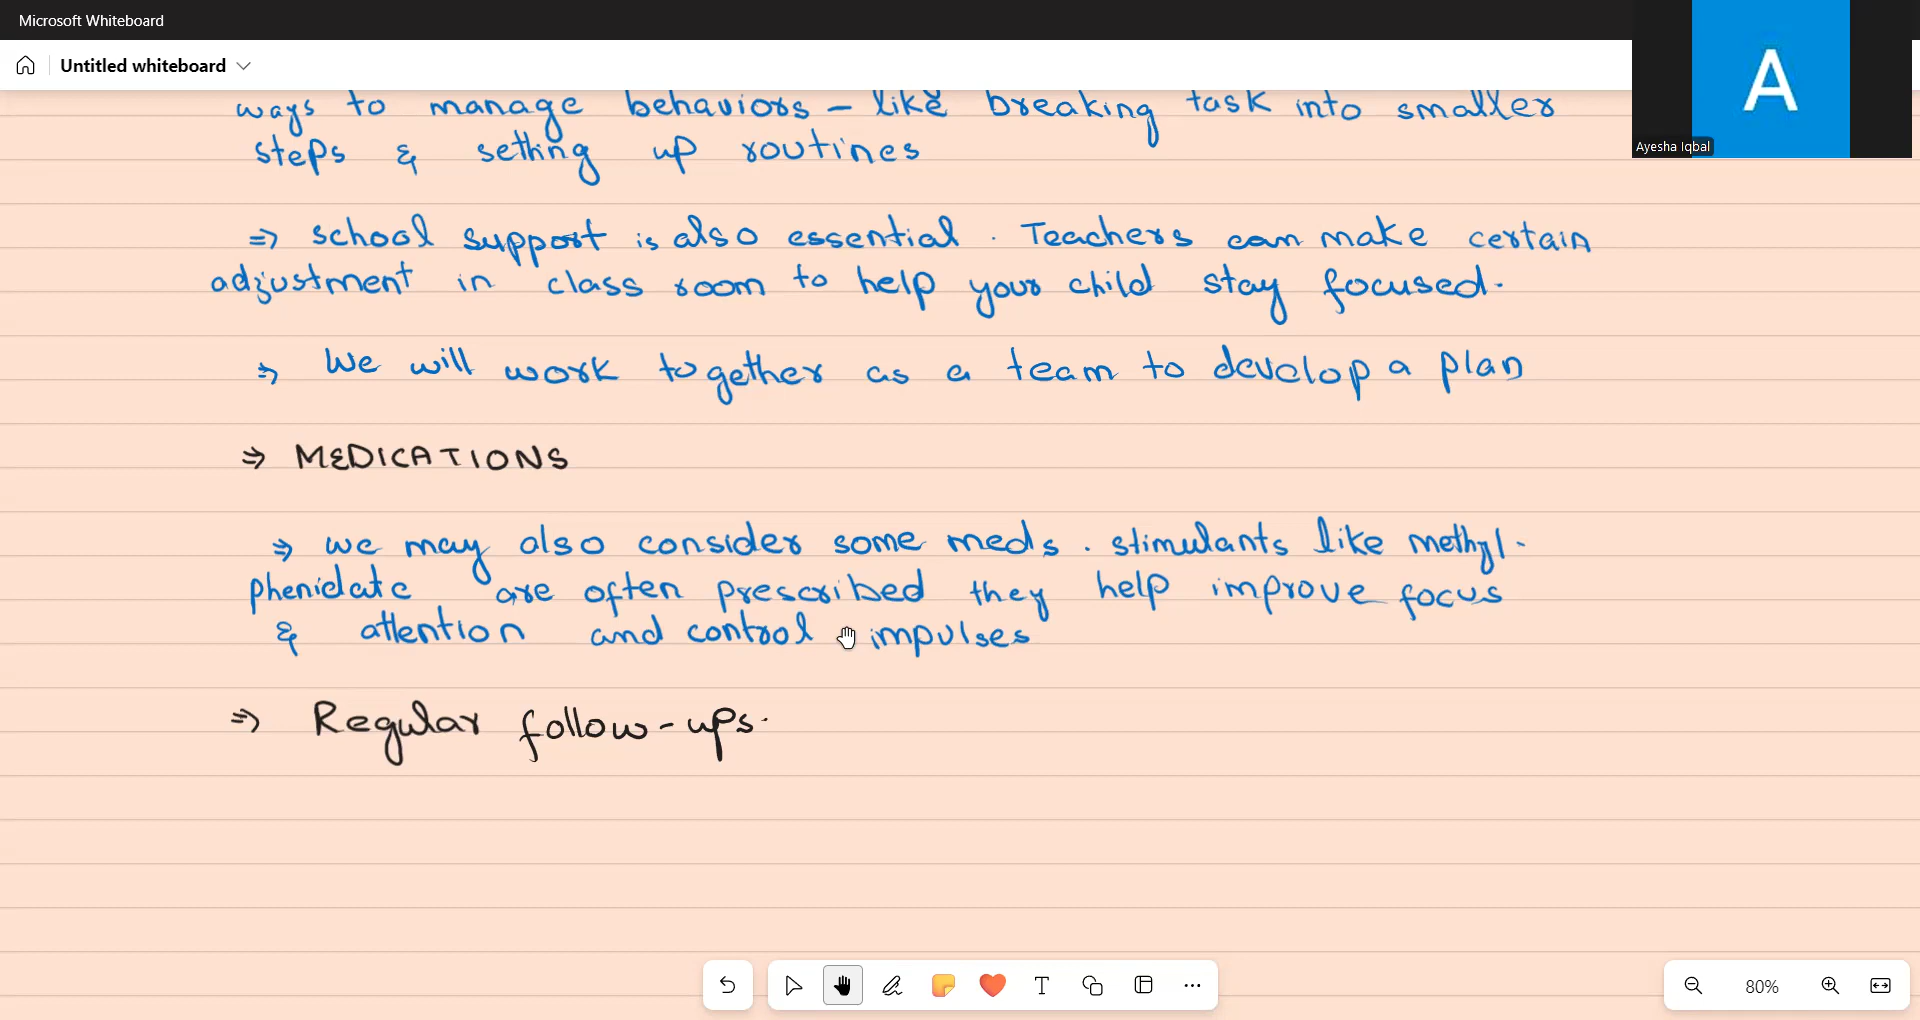 Microsoft Whiteboard
Untitled whiteboard
A
Ayesha Iqbal
ways to manage behaviors - like breaking task into smaller
steps & setting up routines
⇒ school support is also essential. Teachers can make certain
adjustment in class room to help your child stay focused.
⇒ We will work together as a team to develop a plan
⇒ MEDICATIONS
⇒ we may also consider some meds. stimulants like methyl-
phenidate are often prescribed they help improve focus
& attention and control impulses
⇒ Regular follow-ups.
T
80%